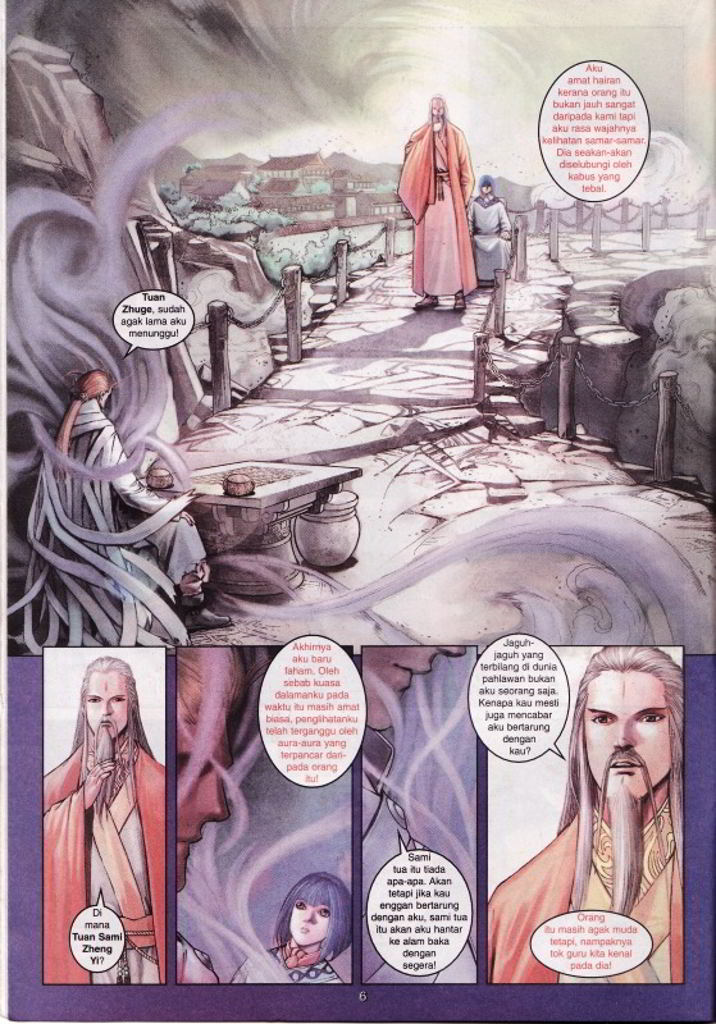 Aku
amat hairan
kerana orang itu
bukan jauh sangat
daripada kami tapi
aku rasa wajahnya
kelihatan samar-samar.
Dia seakan-akan
diselubungi oleh
kabus yang
tebal.
Tuan
Zhuge, sudah
agak lama aku
menunggu!
Di
mana
Tuan Sami
Zheng
Yi?
Akhirnya
aku baru
faham. Oleh
sebab kuasa
dalamanku pada
waktu itu masih amat
biasa, penglihatanku
telah terganggu oleh
aura-aura yang
terpancar dari-
pada orang
itu!
Sami
tua itu tiada
apa-apa. Akan
tetapi jika kau
enggan bertarung
dengan aku, sami tua
itu akan aku hantar
ke alam baka
dengan
segera!
Jaguh-
jaguh yang
terbilang di dunia
pahlawan bukan
aku seorang saja.
Kenapa kau mesti
juga mencabar
aku bertarung
dengan
kau?
Orang
itu masih agak muda
tetapi, nampaknya
tok guru kita kenal
pada dia!
6